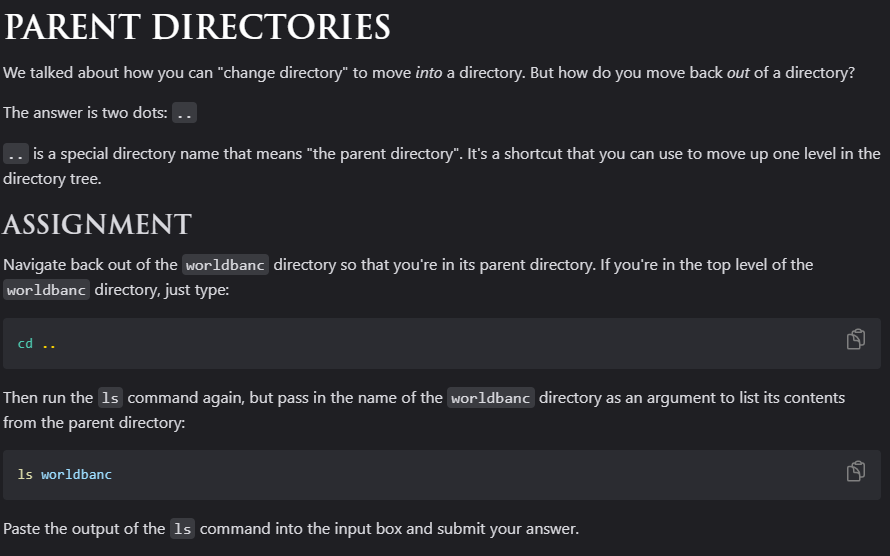 PARENT DIRECTORIES
We talked about how you can "change directory" to move into a directory. But how do you move back out of a directory?
The answer is two dots: ..
.. is a special directory name that means "the parent directory". It's a shortcut that you can use to move up one level in the
directory tree.
ASSIGNMENT
Navigate back out of the worldbanc directory so that you're in its parent directory. If you're in the top level of the
worldbanc directory, just type:
cd ..
Then run the ls command again, but pass in the name of the worldbanc directory as an argument to list its contents
from the parent directory:
ls worldbanc
Paste the output of the ls command into the input box and submit your answer.